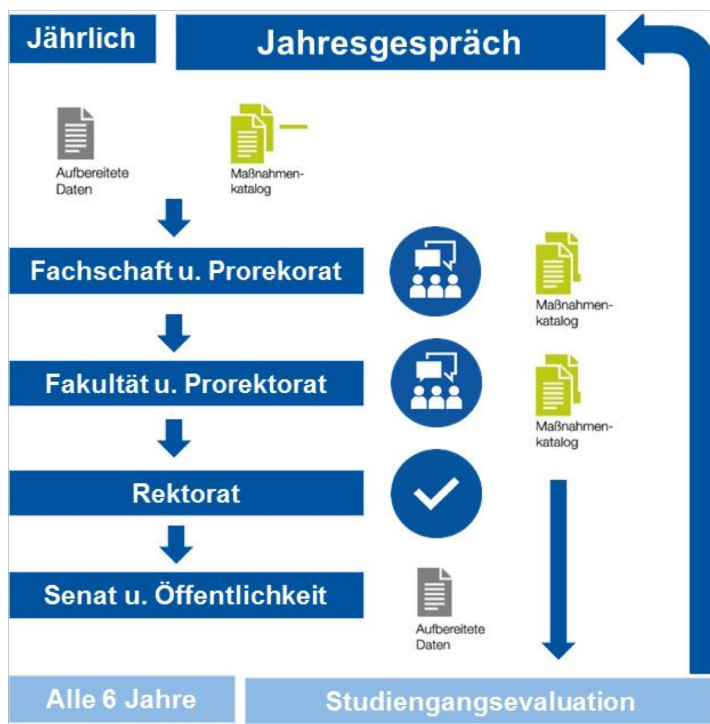 Jährlich
Jahresgespräch
Aufbereitete
Daten
Maßnahmen-
katalog
Fachschaft u. Prorekorat
Maßnahmen-
katalog
Fakultät u. Prorektorat
Maßnahmen-
katalog
Rektorat
Senat u. Öffentlichkeit
Aufbereitete
Daten
Alle 6 Jahre
Studiengangsevaluation